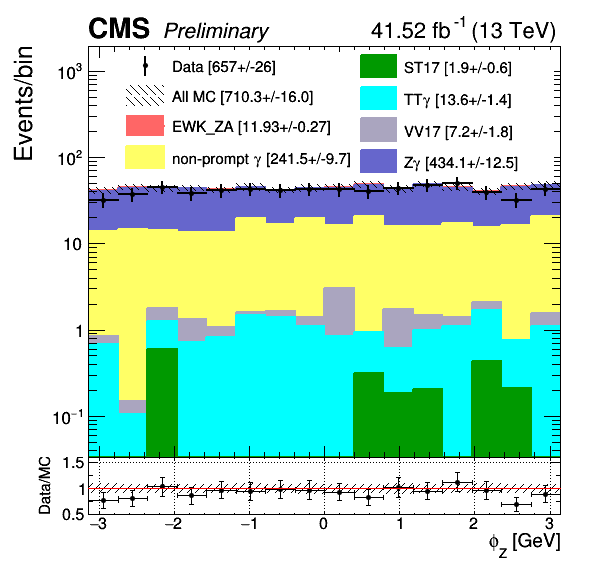 CMS Preliminary 41.52 fb⁻¹ (13 TeV)
Events/bin
10³
10²
10
1
10⁻¹
Data [657+/-26]
All MC [710.3+/-16.0]
EWK_ZA [11.93+/-0.27]
non-prompt γ [241.5+/-9.7]
ST17 [1.9+/-0.6]
TTγ [13.6+/-1.4]
VV17 [7.2+/-1.8]
Zγ [434.1+/-12.5]
Data/MC
1.5
1
0.5
−3 −2 −1 0 1 2 3
ϕ_Z [GeV]